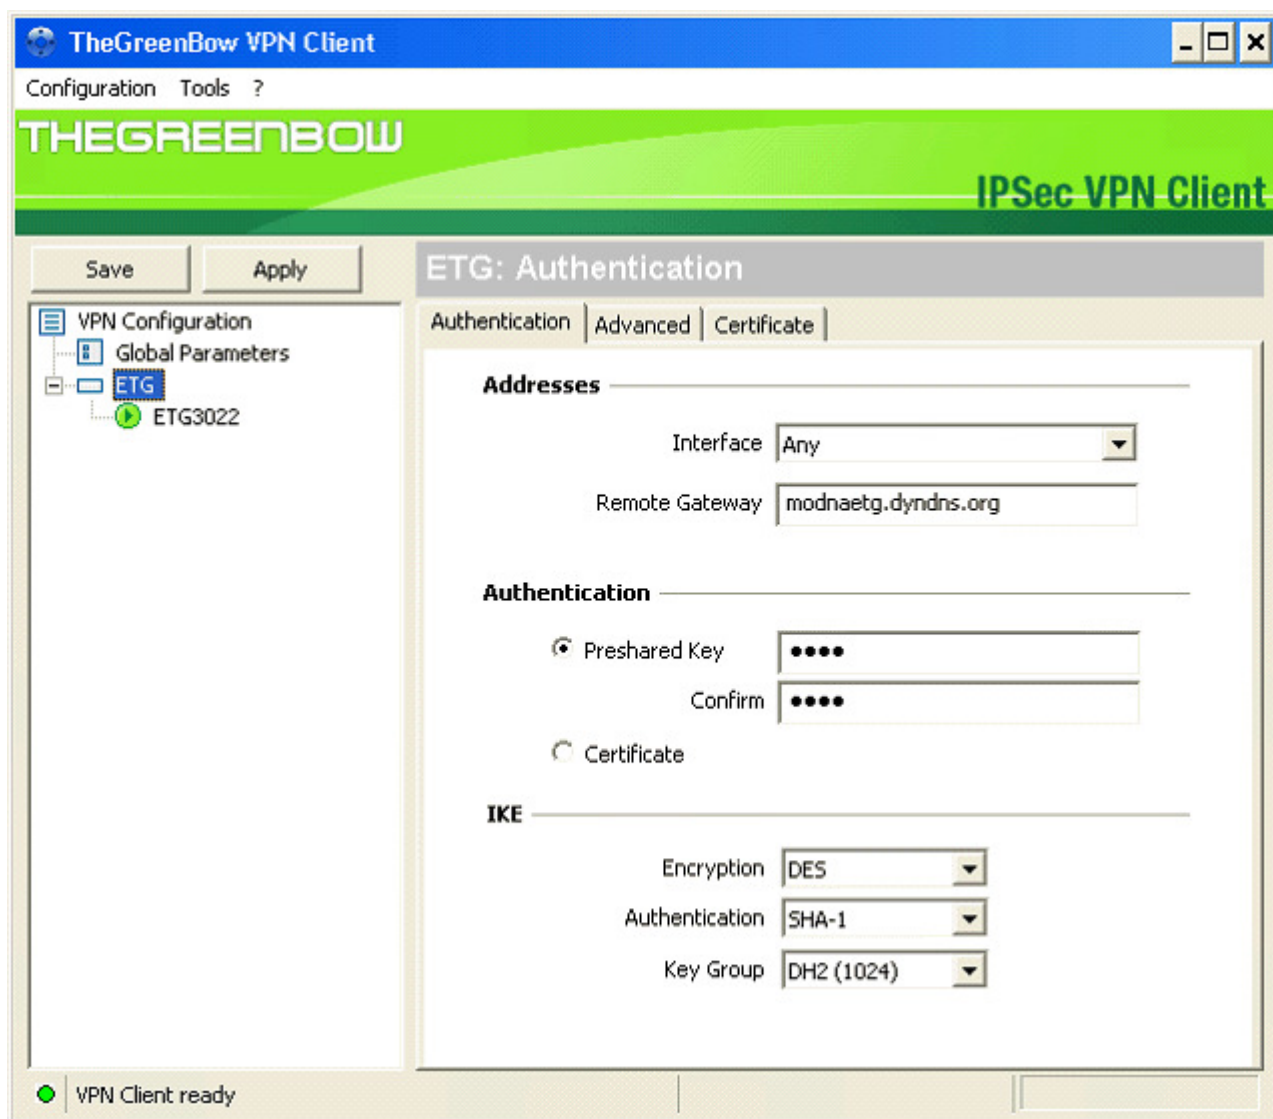 TheGreenBow VPN Client
Configuration Tools ?
THEGREENBOW
IPSec VPN Client
Save Apply
ETG: Authentication
VPN Configuration
Global Parameters
ETG
ETG3022
Authentication Advanced Certificate
Addresses
Interface Any
Remote Gateway modnaetg.dyndns.org
Authentication
Preshared Key ••••
Confirm ••••
Certificate
IKE
Encryption DES
Authentication SHA-1
Key Group DH2 (1024)
VPN Client ready